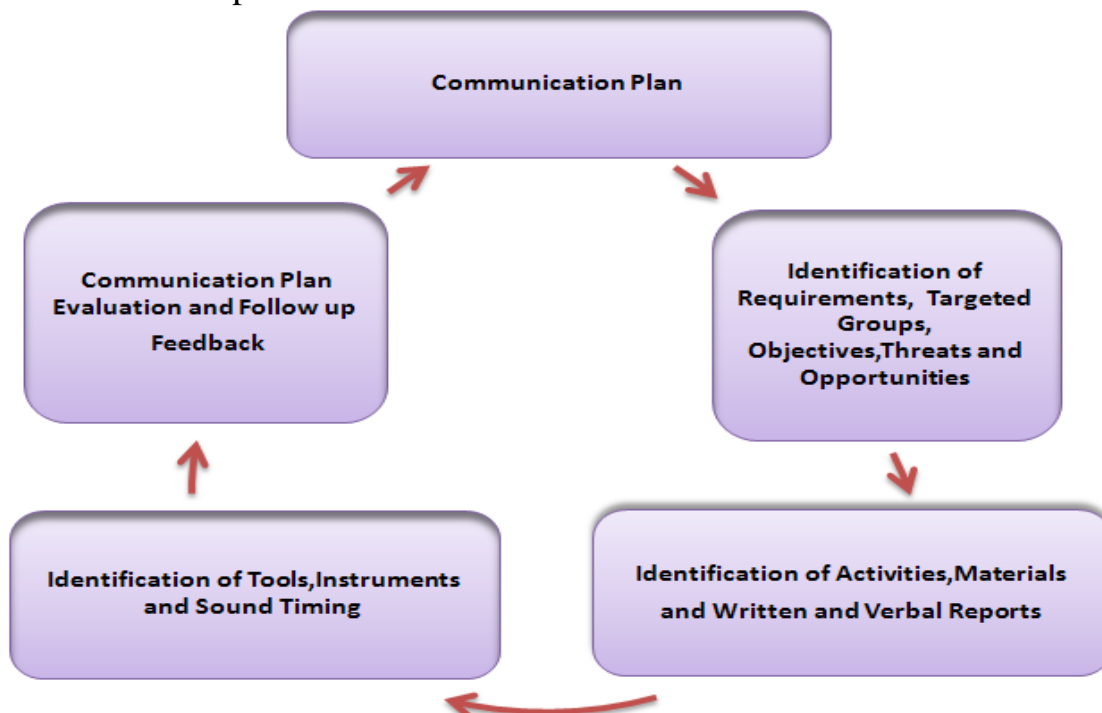 Communication Plan
Identification of
Requirements, Targeted
Groups,
Objectives,Threats and
Opportunities
Identification of Activities,Materials
and Written and Verbal Reports
Identification of Tools,Instruments
and Sound Timing
Communication Plan
Evaluation and Follow up
Feedback